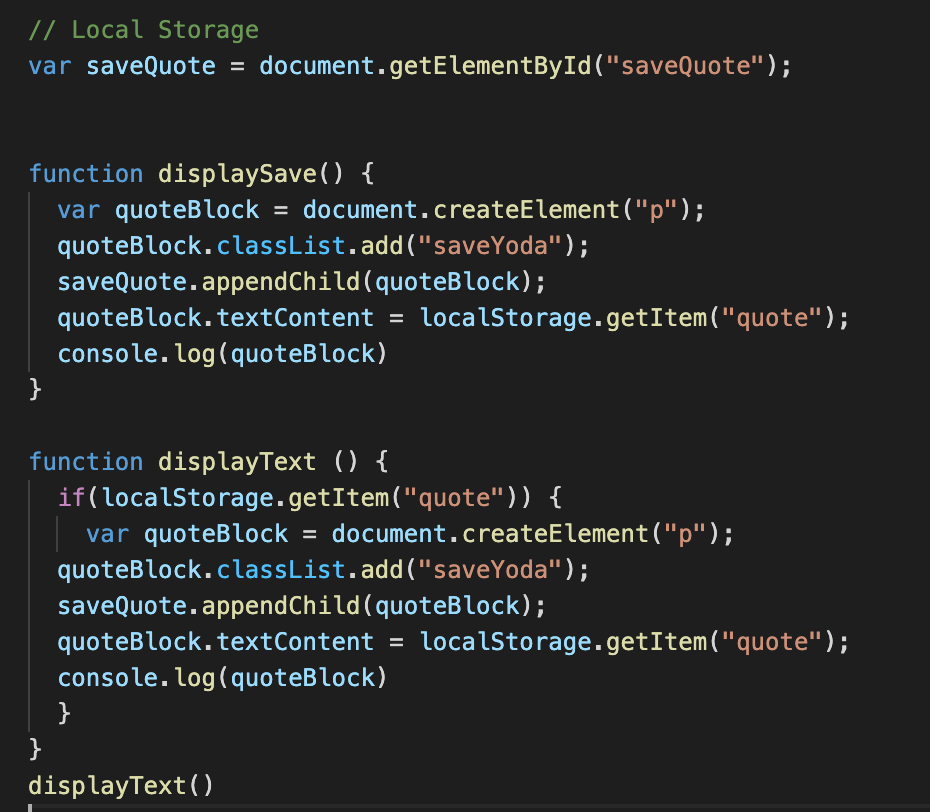 // Local Storage
var saveQuote = document.getElementById("saveQuote");
function displaySave() {
var quoteBlock = document.createElement("p");
quoteBlock.classList.add("saveYoda");
saveQuote.appendChild(quoteBlock);
quoteBlock.textContent = localStorage.getItem("quote");
console.log(quoteBlock)
}
function displayText () {
if(localStorage.getItem("quote")) {
var quoteBlock = document.createElement("p");
quoteBlock.classList.add("saveYoda");
saveQuote.appendChild(quoteBlock);
quoteBlock.textContent = localStorage.getItem("quote");
console.log(quoteBlock)
}
}
displayText()